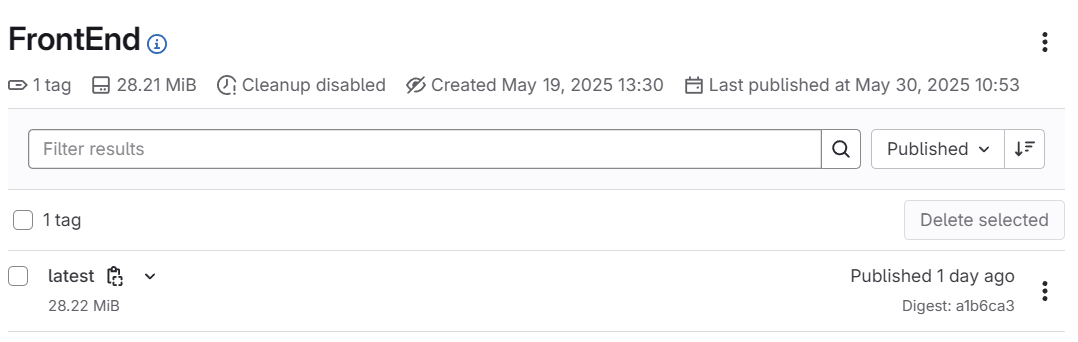 FrontEnd
1 tag 28.21 MiB Cleanup disabled Created May 19, 2025 13:30 Last published at May 30, 2025 10:53
Filter results Published
1 tag Delete selected
latest Published 1 day ago
28.22 MiB Digest: a1b6ca3